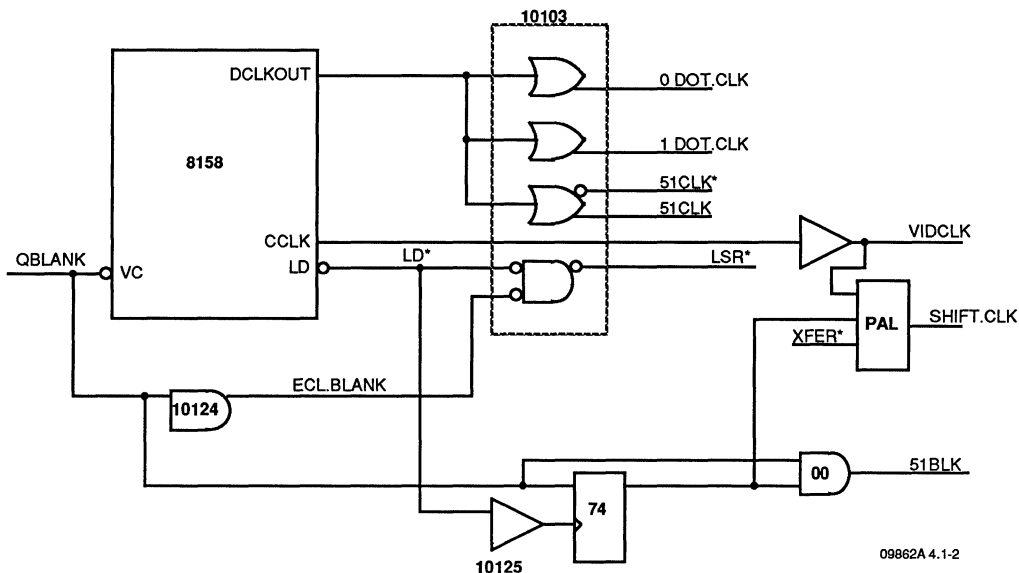 10103
DCLKOUT
0 DOT.CLK
8158
1 DOT.CLK
51CLK*
51CLK
CCLK
VIDCLK
QBLANK
VC
LD
LD*
LSR*
PAL
SHIFT.CLK
XFER*
ECL.BLANK
10124
00
51BLK
74
10125
09862A 4.1-2